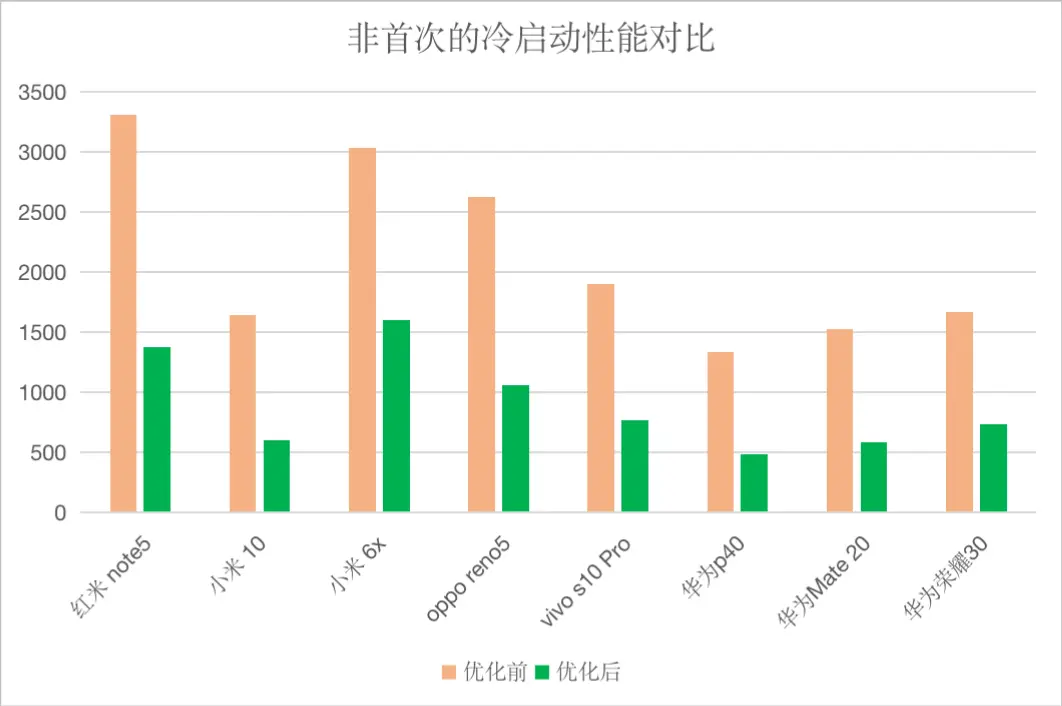 非首次的冷启动性能对比
3500
3000
2500
2000
1500
1000
500
0
红米 note5
小米 10
小米 6x
oppo reno5
vivo s10 Pro
华为p40
华为Mate 20
华为荣耀30
优化前 优化后